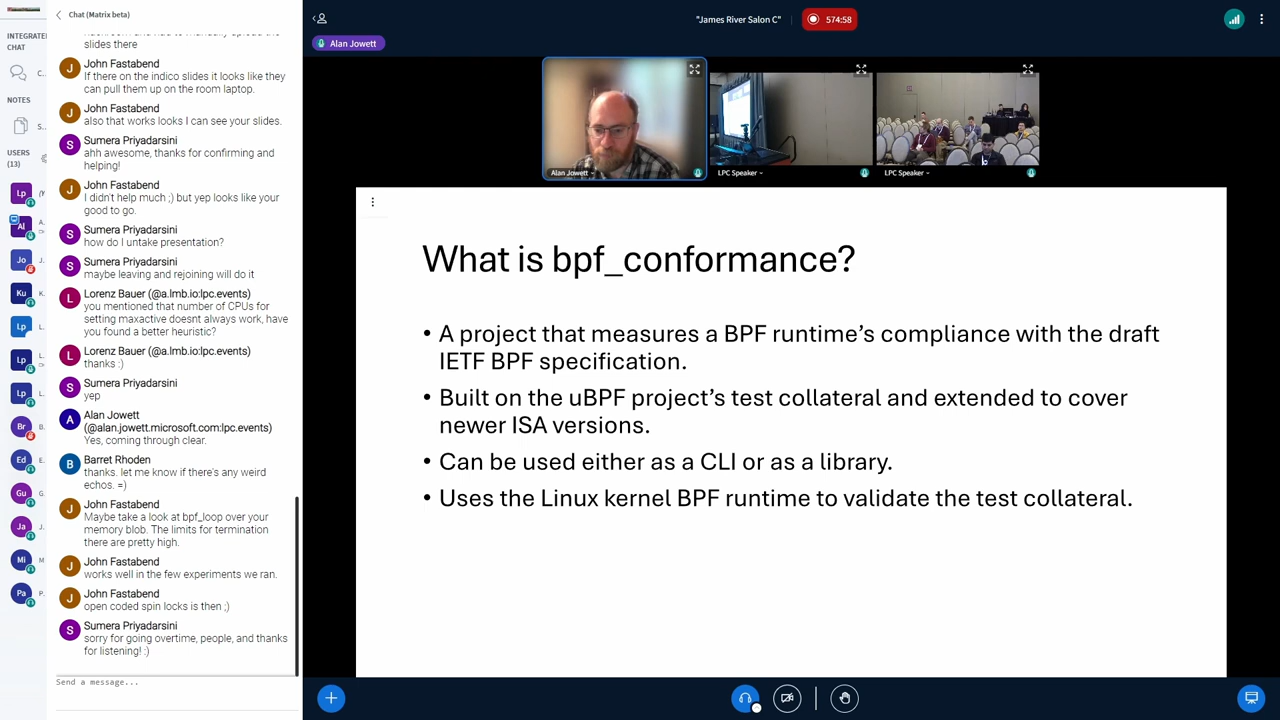 Chat (Matrix beta)
INTEGRATE
CHAT
C.
NOTES
S..
USERS
(13)
slides there
John Fastabend
If there on the indico slides it looks like they
can pull them up on the room laptop.
John Fastabend
also that works looks I can see your slides.
Sumera Priyadarsini
ahh awesome, thanks for confirming and
helping!
John Fastabend
I didn't help much ;) but yep looks like your
good to go.
Sumera Priyadarsini
how do I untake presentation?
Sumera Priyadarsini
maybe leaving and rejoining will do it
Lorenz Bauer (@a.lmb.io:lpc.events)
you mentioned that number of CPUs for
setting maxactive doesnt always work, have
you found a better heuristic?
Lorenz Bauer (@a.lmb.io:lpc.events)
thanks :)
Sumera Priyadarsini
yep
Alan Jowett
(@alan.jowett.microsoft.com:lpc.events)
Yes, coming through clear.
Barret Rhoden
thanks. let me know if there's any weird
echos. =)
John Fastabend
Maybe take a look at bpf_loop over your
memory blob. The limits for termination
there are pretty high.
John Fastabend
works well in the few experiments we ran.
John Fastabend
open coded spin locks is then ;)
Sumera Priyadarsini
sorry for going overtime, people, and thanks
for listening! :)
Send a message...
"James River Salon C"
574:58
Alan Jowett
Alan Jowett
LPC Speaker
LPC Speaker
What is bpf_conformance?
• A project that measures a BPF runtime's compliance with the draft
IETF BPF specification.
• Built on the uBPF project's test collateral and extended to cover
newer ISA versions.
• Can be used either as a CLI or as a library.
• Uses the Linux kernel BPF runtime to validate the test collateral.